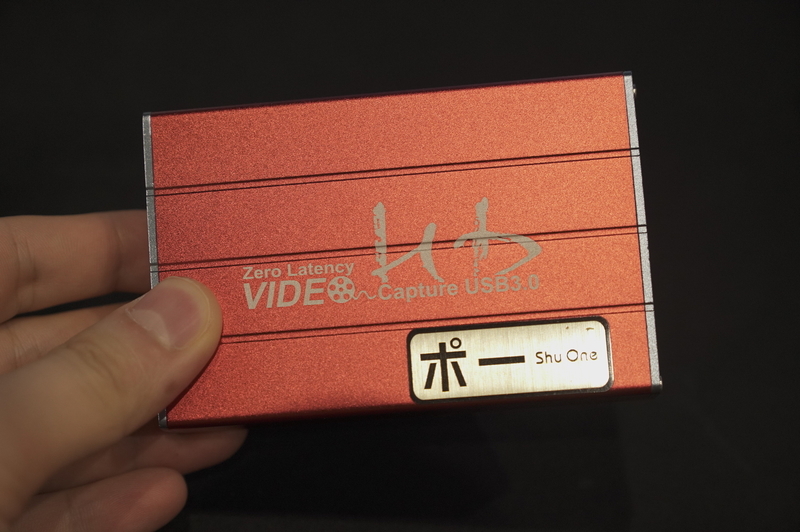 Zero Latency
VIDEO Capture USB3.0
ポー Shu One